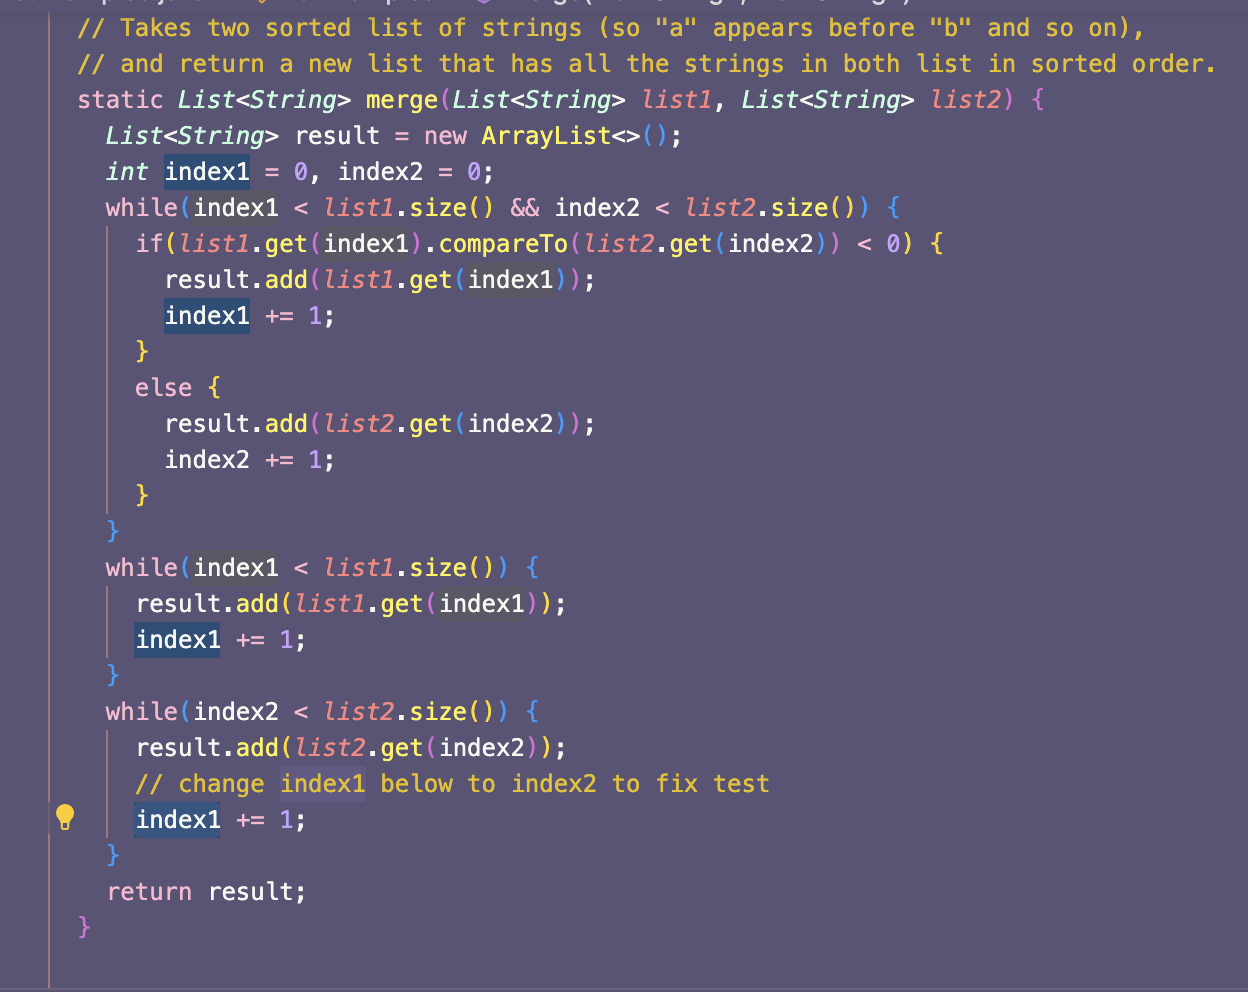 // Takes two sorted list of strings (so "a" appears before "b" and so on),
// and return a new list that has all the strings in both list in sorted order.
static List<String> merge(List<String> list1, List<String> list2) {
List<String> result = new ArrayList<>();
int index1 = 0, index2 = 0;
while(index1 < list1.size() && index2 < list2.size()) {
if(list1.get(index1).compareTo(list2.get(index2)) < 0) {
result.add(list1.get(index1));
index1 += 1;
}
else {
result.add(list2.get(index2));
index2 += 1;
}
}
while(index1 < list1.size()) {
result.add(list1.get(index1));
index1 += 1;
}
while(index2 < list2.size()) {
result.add(list2.get(index2));
// change index1 below to index2 to fix test
index1 += 1;
}
return result;
}